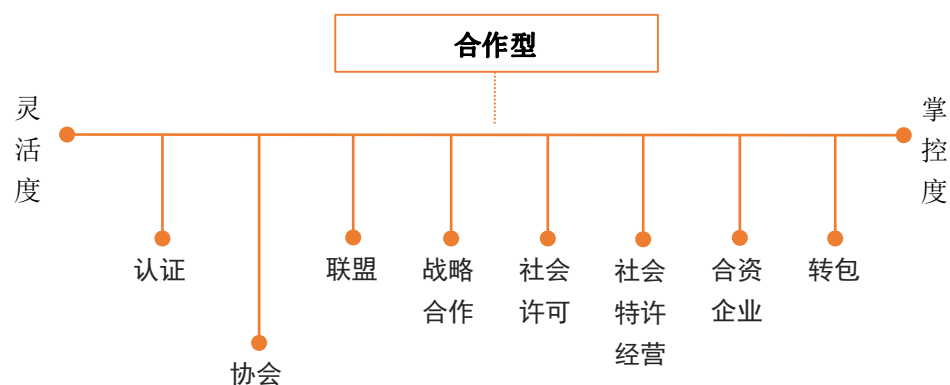 合作型
灵
活
度
掌
控
度
认证
协会
联盟
战略
合作
社会
许可
社会
特许
经营
合资
企业
转包